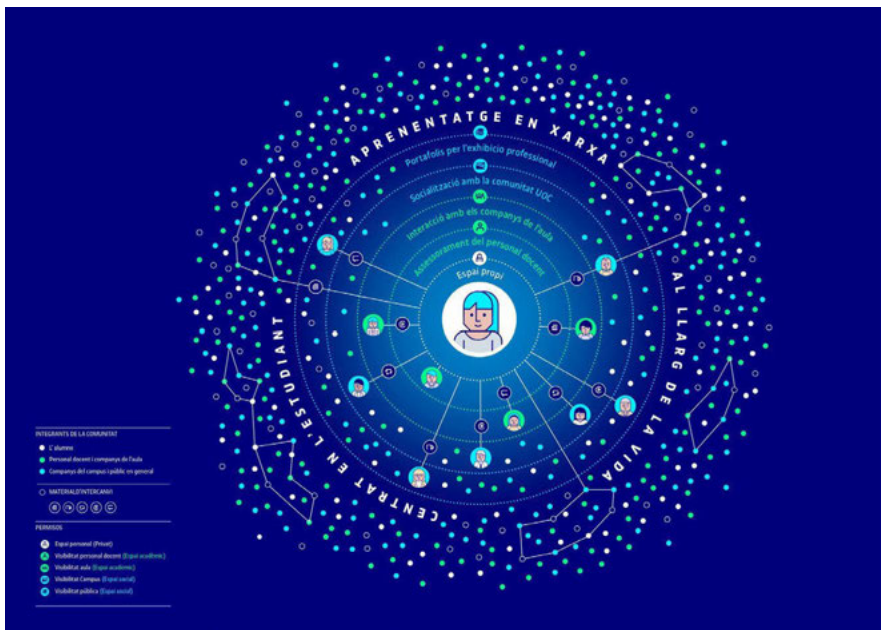 APRENENTATGE EN XARXA
AL LLARG DE LA VIDA
CENTRAT EN L'ESTUDIANT
Portafolis per l'exhibicio professional
Socialització amb la comunitat UOC
Interacció amb els companys de l'aula
Assessorament del personal docent
Espai propi
INTEGRANTS DE LA COMUNITAT
L'alumne
Personal docent i companys de l'aula
Companys del campus i públic en general
MATERIAL D'INTERCANVI
PERMISOS
Espai personal (Privat)
Visibilitat personal docent (Espai acadèmic)
Visibilitat aula (Espai acadèmic)
Visibilitat Campus (Espai social)
Visibilitat pública (Espai social)